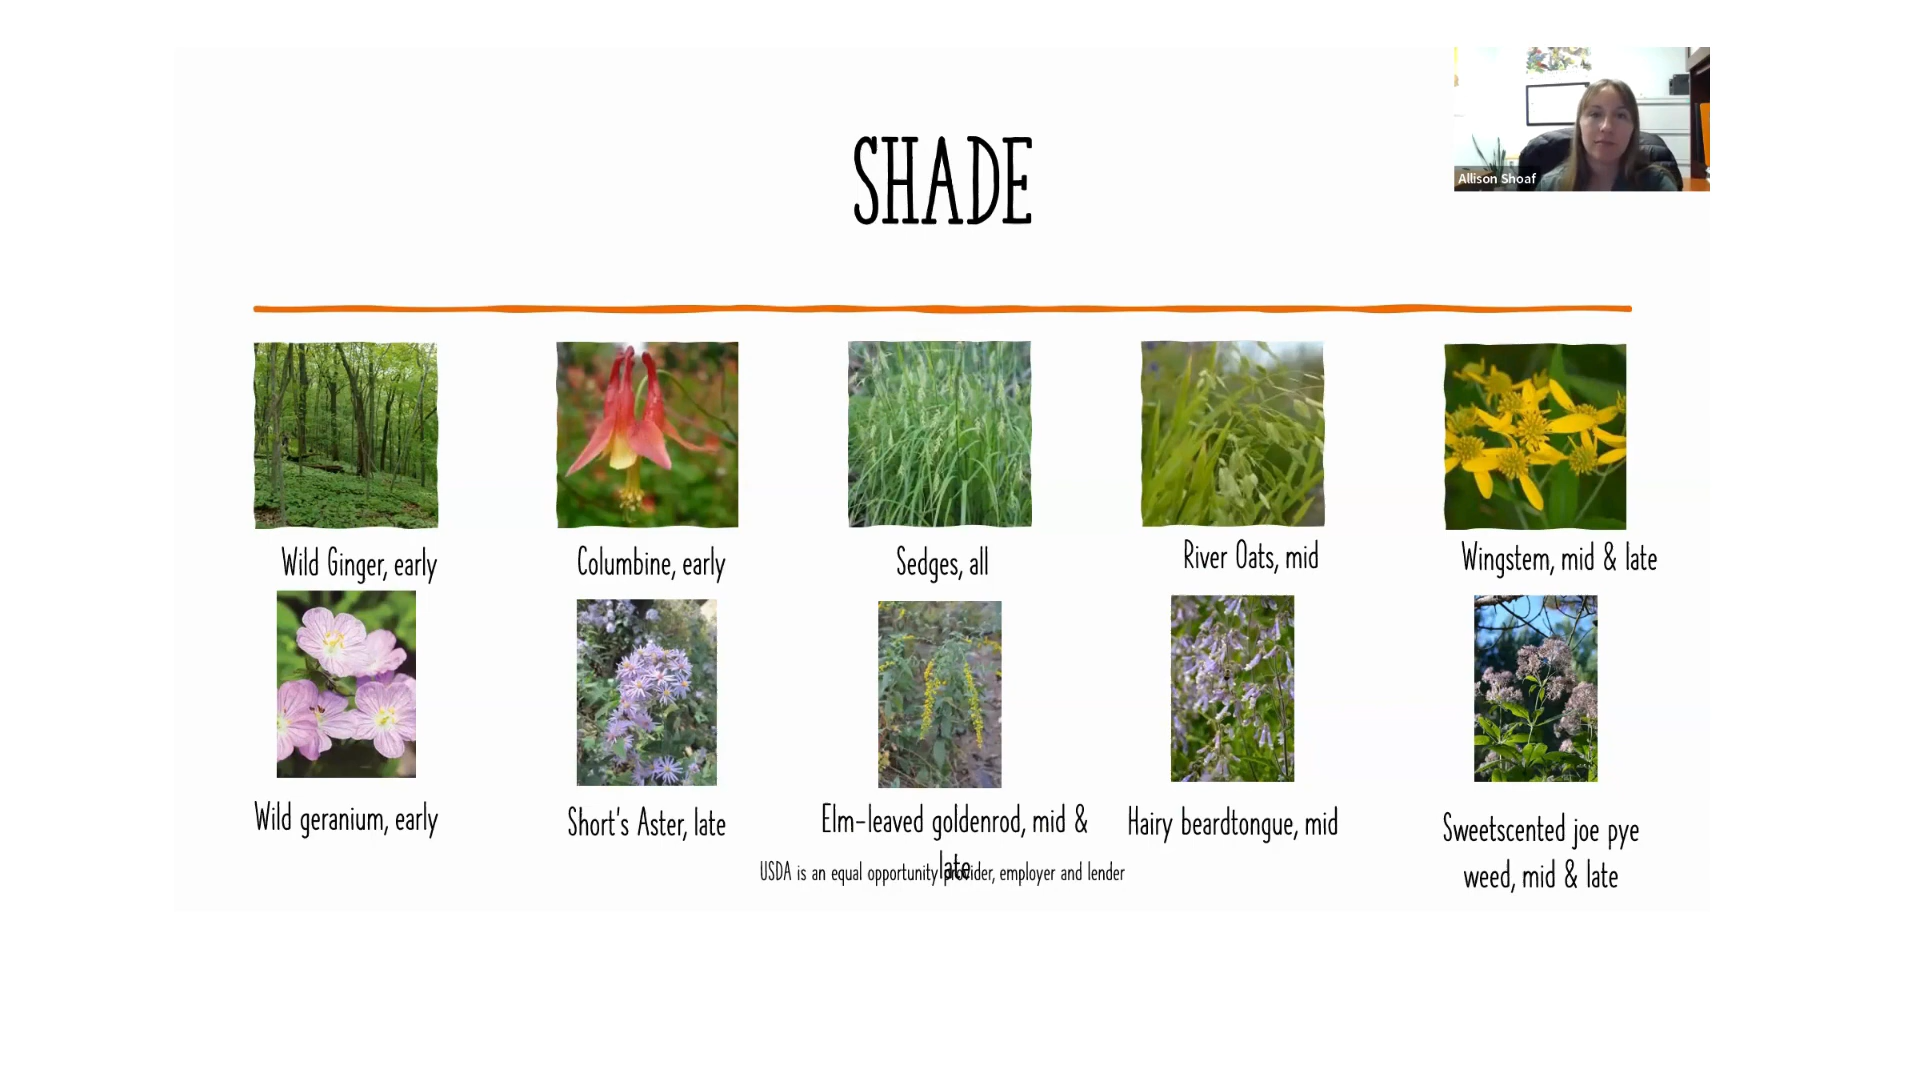 Allison Shoaf
SHADE
Wild Ginger, early
Columbine, early
Sedges, all
River Oats, mid
Wingstem, mid & late
Wild geranium, early
Short's Aster, late
Elm-leaved goldenrod, mid &
late
Hairy beardtongue, mid
Sweetscented joe pye
weed, mid & late
USDA is an equal opportunity provider, employer and lender